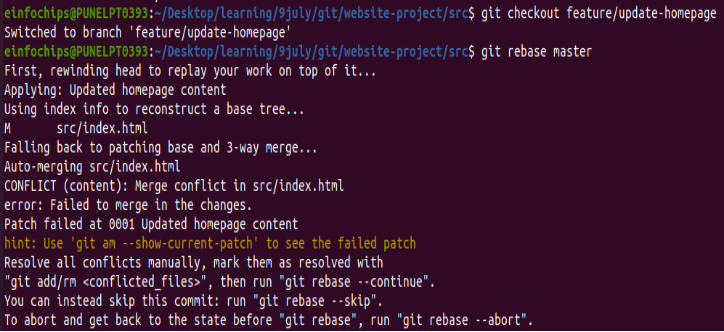 einfochips@PUNELPT0393:~/Desktop/learning/9july/git/website-project/src$ git checkout feature/update-homepage
Switched to branch 'feature/update-homepage'
einfochips@PUNELPT0393:~/Desktop/learning/9july/git/website-project/src$ git rebase master
First, rewinding head to replay your work on top of it...
Applying: Updated homepage content
Using index info to reconstruct a base tree...
M       src/index.html
Falling back to patching base and 3-way merge...
Auto-merging src/index.html
CONFLICT (content): Merge conflict in src/index.html
error: Failed to merge in the changes.
Patch failed at 0001 Updated homepage content
hint: Use 'git am --show-current-patch' to see the failed patch
Resolve all conflicts manually, mark them as resolved with
"git add/rm <conflicted_files>", then run "git rebase --continue".
You can instead skip this commit: run "git rebase --skip".
To abort and get back to the state before "git rebase", run "git rebase --abort".